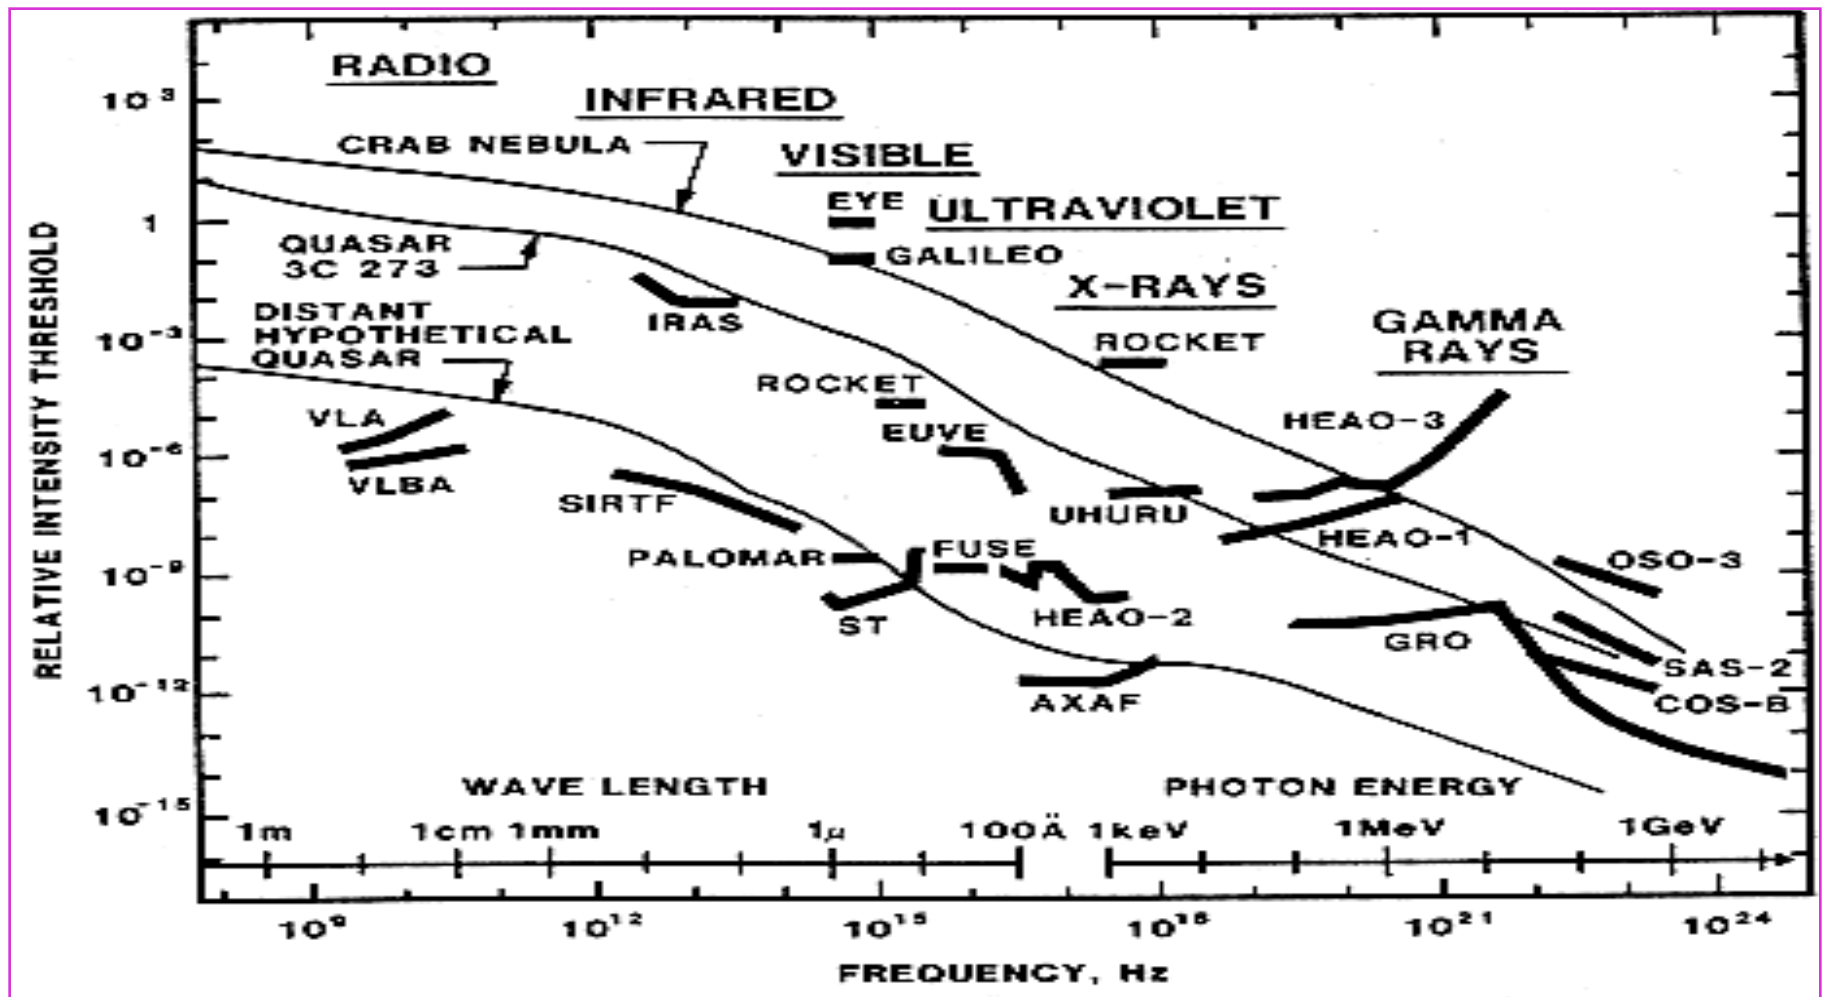 RADIO
INFRARED
CRAB NEBULA
VISIBLE
EYE
ULTRAVIOLET
QUASAR
3C 273
GALILEO
X-RAYS
DISTANT
HYPOTHETICAL
QUASAR
IRAS
ROCKET
GAMMA
RAYS
ROCKET
VLA
EUVE
HEAO-3
VLBA
SIRTF
UHURU
HEAO-1
PALOMAR
FUSE
OSO-3
ST
HEAO-2
GRO
SAS-2
AXAF
COS-B
RELATIVE INTENSITY THRESHOLD
10³
1
10⁻³
10⁻⁶
10⁻⁹
10⁻¹²
10⁻¹⁵
WAVE LENGTH
PHOTON ENERGY
1m 1cm 1mm 1μ 100Å 1keV 1MeV 1GeV
10⁹ 10¹² 10¹⁵ 10¹⁸ 10²¹ 10²⁴
FREQUENCY, Hz